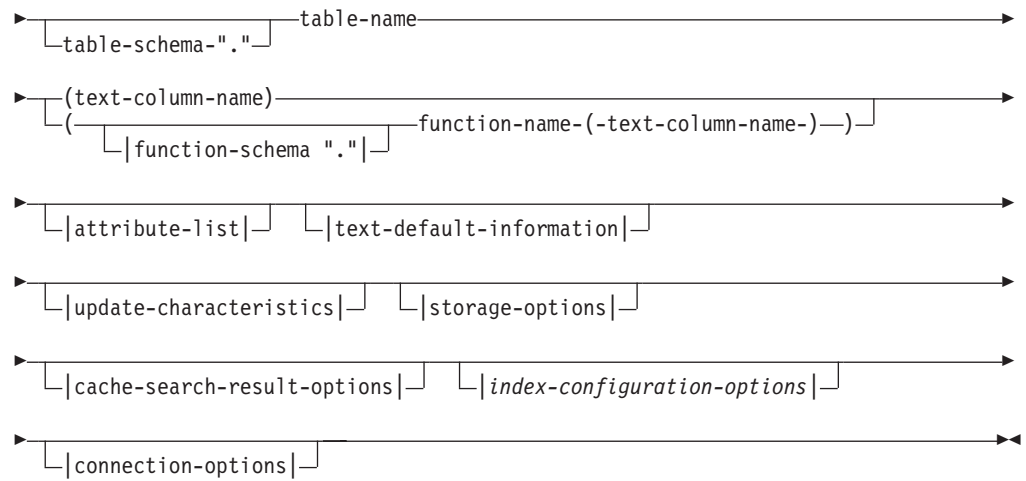 table-name
table-schema-"."
(text-column-name)
( function-name-(-text-column-name-) )
|function-schema "."|
|attribute-list| |text-default-information|
|update-characteristics| |storage-options|
|cache-search-result-options| |index-configuration-options|
|connection-options|